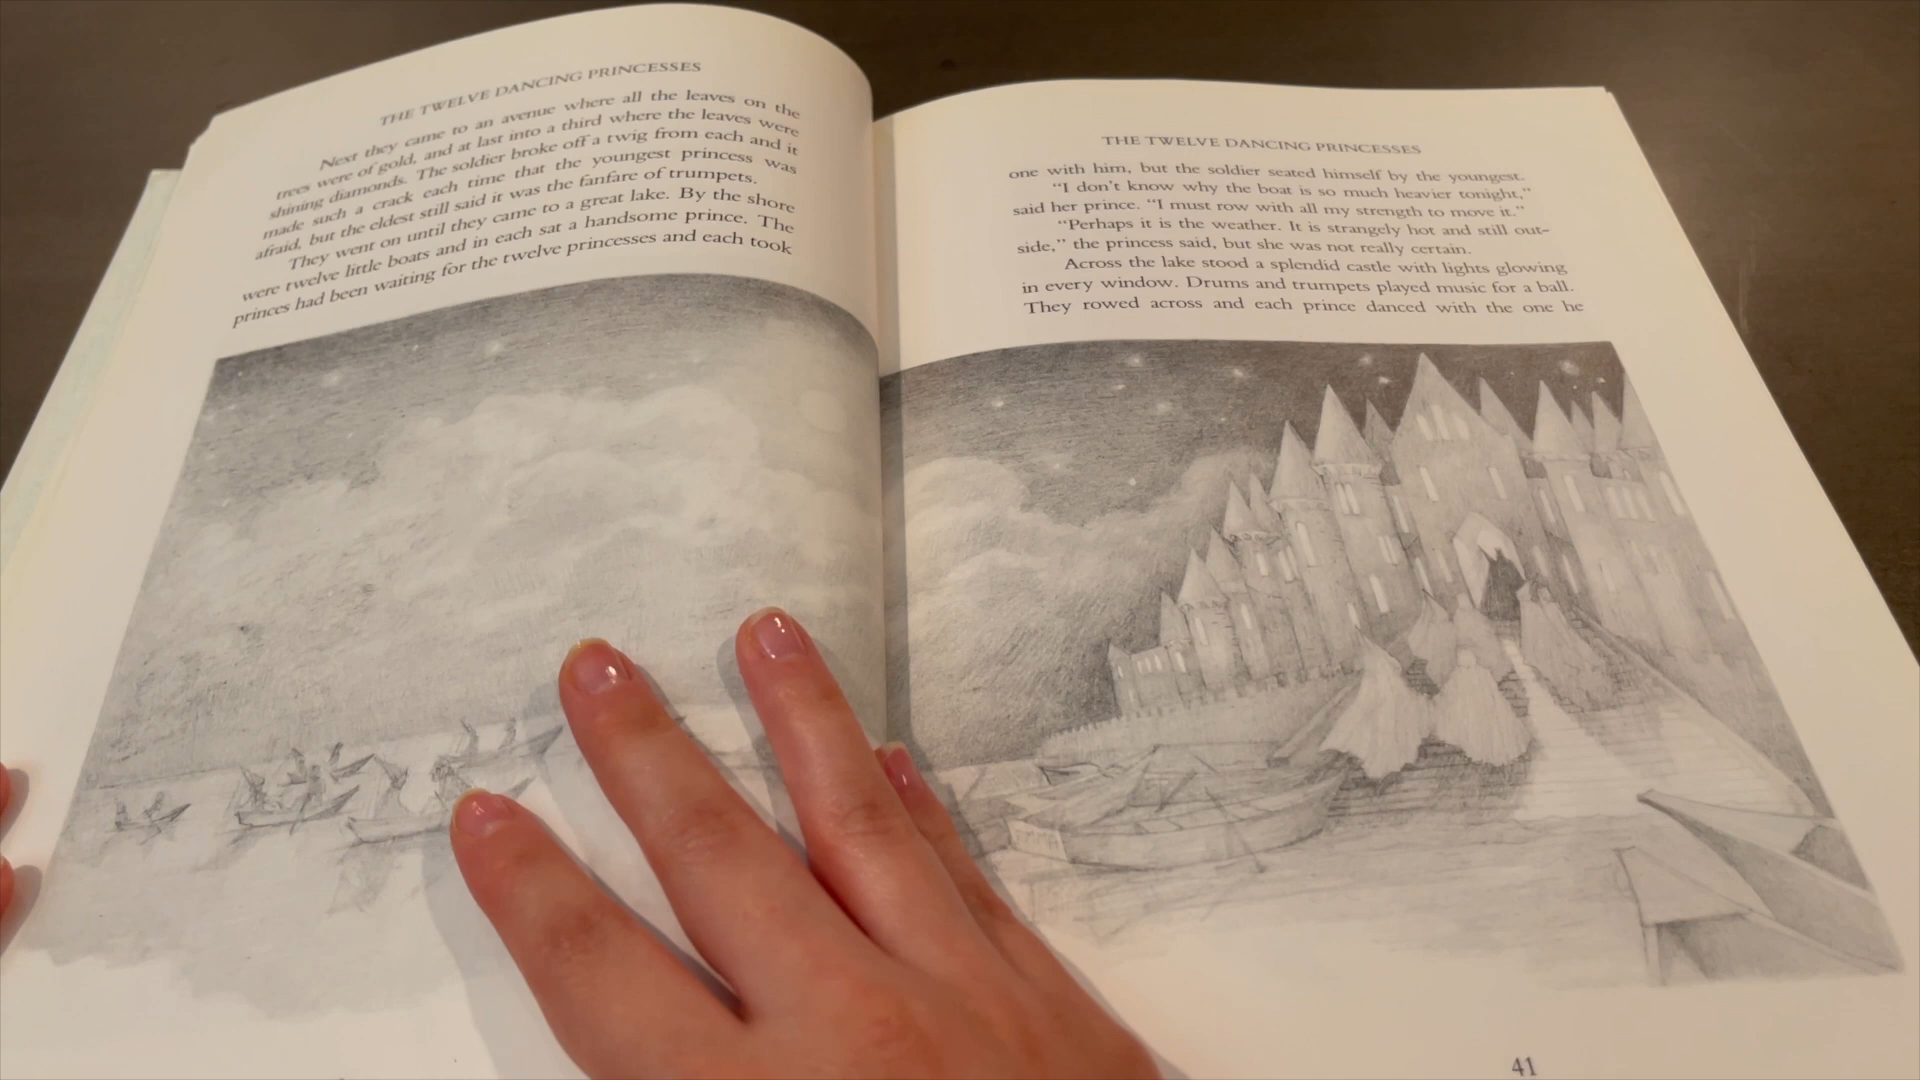 THE TWELVE DANCING PRINCESSES
Next they came to an avenue where all the leaves on the
trees were of gold, and at last into a third where the leaves were
shining diamonds. The soldier broke off a twig from each and it
made such a crack each time that the youngest princess was
afraid, but the eldest still said it was the fanfare of trumpets.
They went on until they came to a great lake. By the shore
were twelve little boats and in each sat a handsome prince. The
princes had been waiting for the twelve princesses and each took
THE TWELVE DANCING PRINCESSES
one with him, but the soldier seated himself by the youngest.
“I don’t know why the boat is so much heavier tonight,”
said her prince. “I must row with all my strength to move it.”
“Perhaps it is the weather. It is strangely hot and still out-
side,” the princess said, but she was not really certain.
Across the lake stood a splendid castle with lights glowing
in every window. Drums and trumpets played music for a ball.
They rowed across and each prince danced with the one he
41